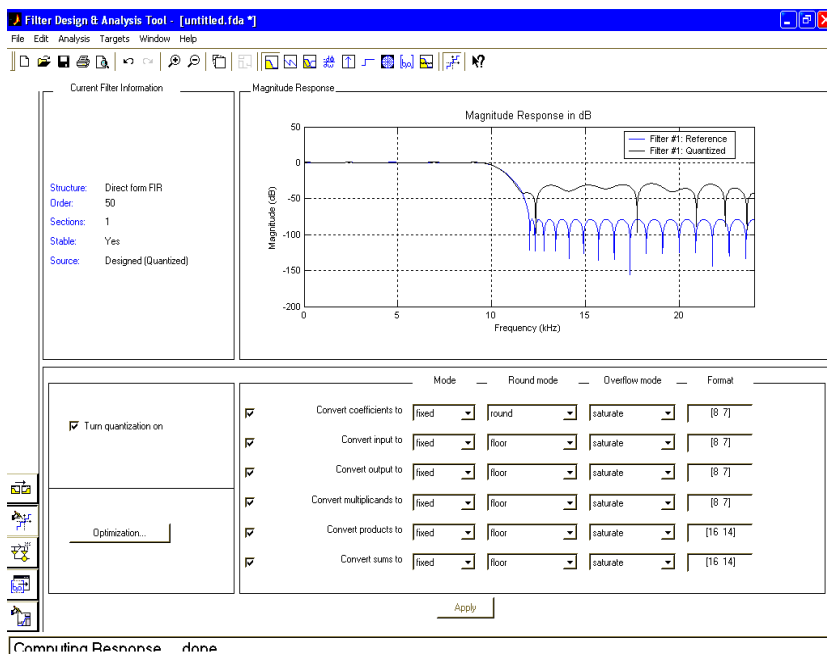 Filter Design & Analysis Tool - [untitled.fda *]
File Edit Analysis Targets Window Help
Current Filter Information
Structure: Direct form FIR
Order: 50
Sections: 1
Stable: Yes
Source: Designed (Quantized)
Magnitude Response
Magnitude Response in dB
Filter #1: Reference
Filter #1: Quantized
50
0
-50
-100
-150
-200
Magnitude (dB)
0 5 10 15 20
Frequency (kHz)
Turn quantization on
Optimization...
Mode Round mode Overflow mode Format
Convert coefficients to fixed round saturate [8 7]
Convert input to fixed floor saturate [8 7]
Convert output to fixed floor saturate [8 7]
Convert multiplicands to fixed floor saturate [8 7]
Convert products to fixed floor saturate [16 14]
Convert sums to fixed floor saturate [16 14]
Apply
Computing Response ... done